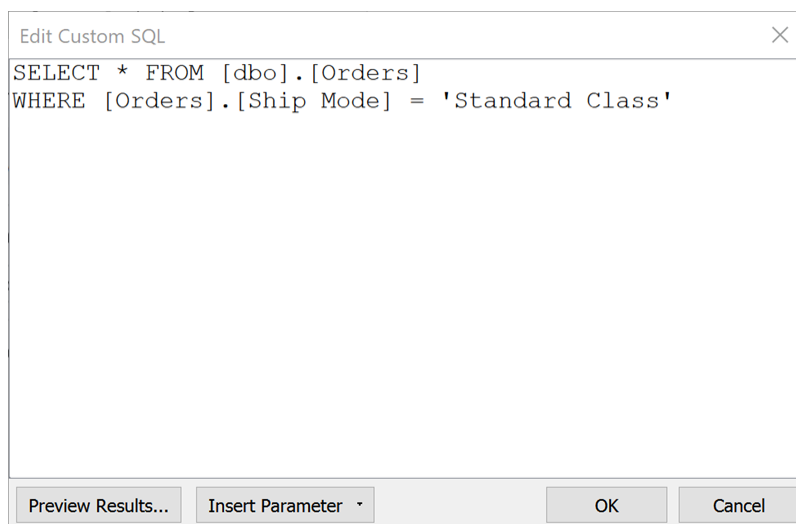 Edit Custom SQL
SELECT * FROM [dbo].[Orders]
WHERE [Orders].[Ship Mode] = 'Standard Class'
Preview Results... Insert Parameter OK Cancel